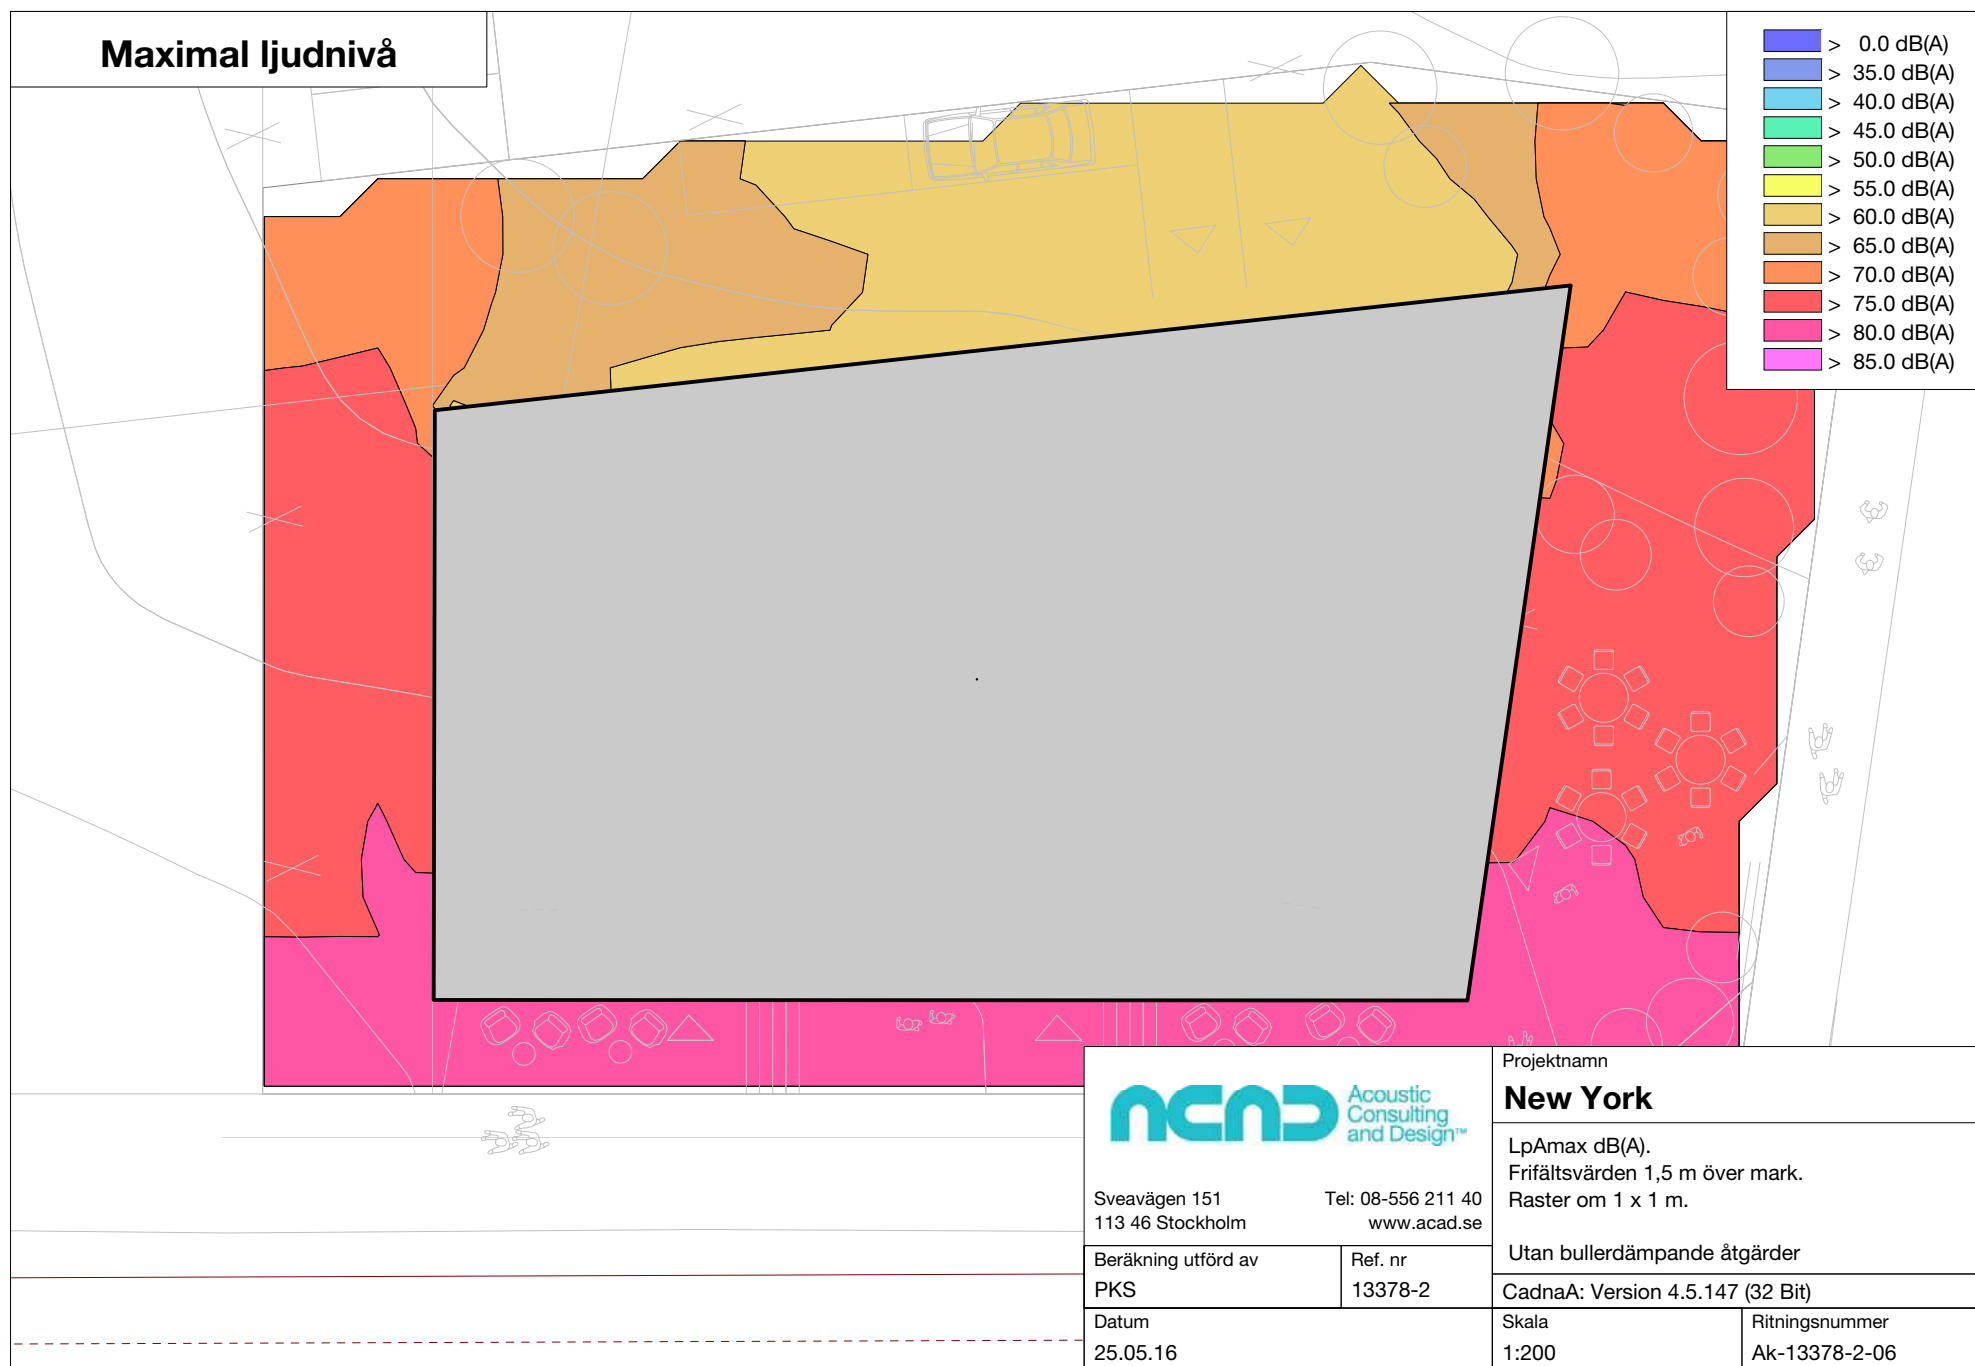 Maximal ljudnivå
> 0.0 dB(A)
> 35.0 dB(A)
> 40.0 dB(A)
> 45.0 dB(A)
> 50.0 dB(A)
> 55.0 dB(A)
> 60.0 dB(A)
> 65.0 dB(A)
> 70.0 dB(A)
> 75.0 dB(A)
> 80.0 dB(A)
> 85.0 dB(A)
ACAD
Acoustic
Consulting
and Design™
Sveavägen 151
Tel: 08-556 211 40
113 46 Stockholm
www.acad.se
Beräkning utförd av
PKS
Ref. nr
13378-2
Datum
25.05.16
Projektnamn
New York
LpAmax dB(A).
Frifältsvärden 1,5 m över mark.
Raster om 1 x 1 m.
Utan bullerdämpande åtgärder
CadnaA: Version 4.5.147 (32 Bit)
Skala
1:200
Ritningsnummer
Ak-13378-2-06